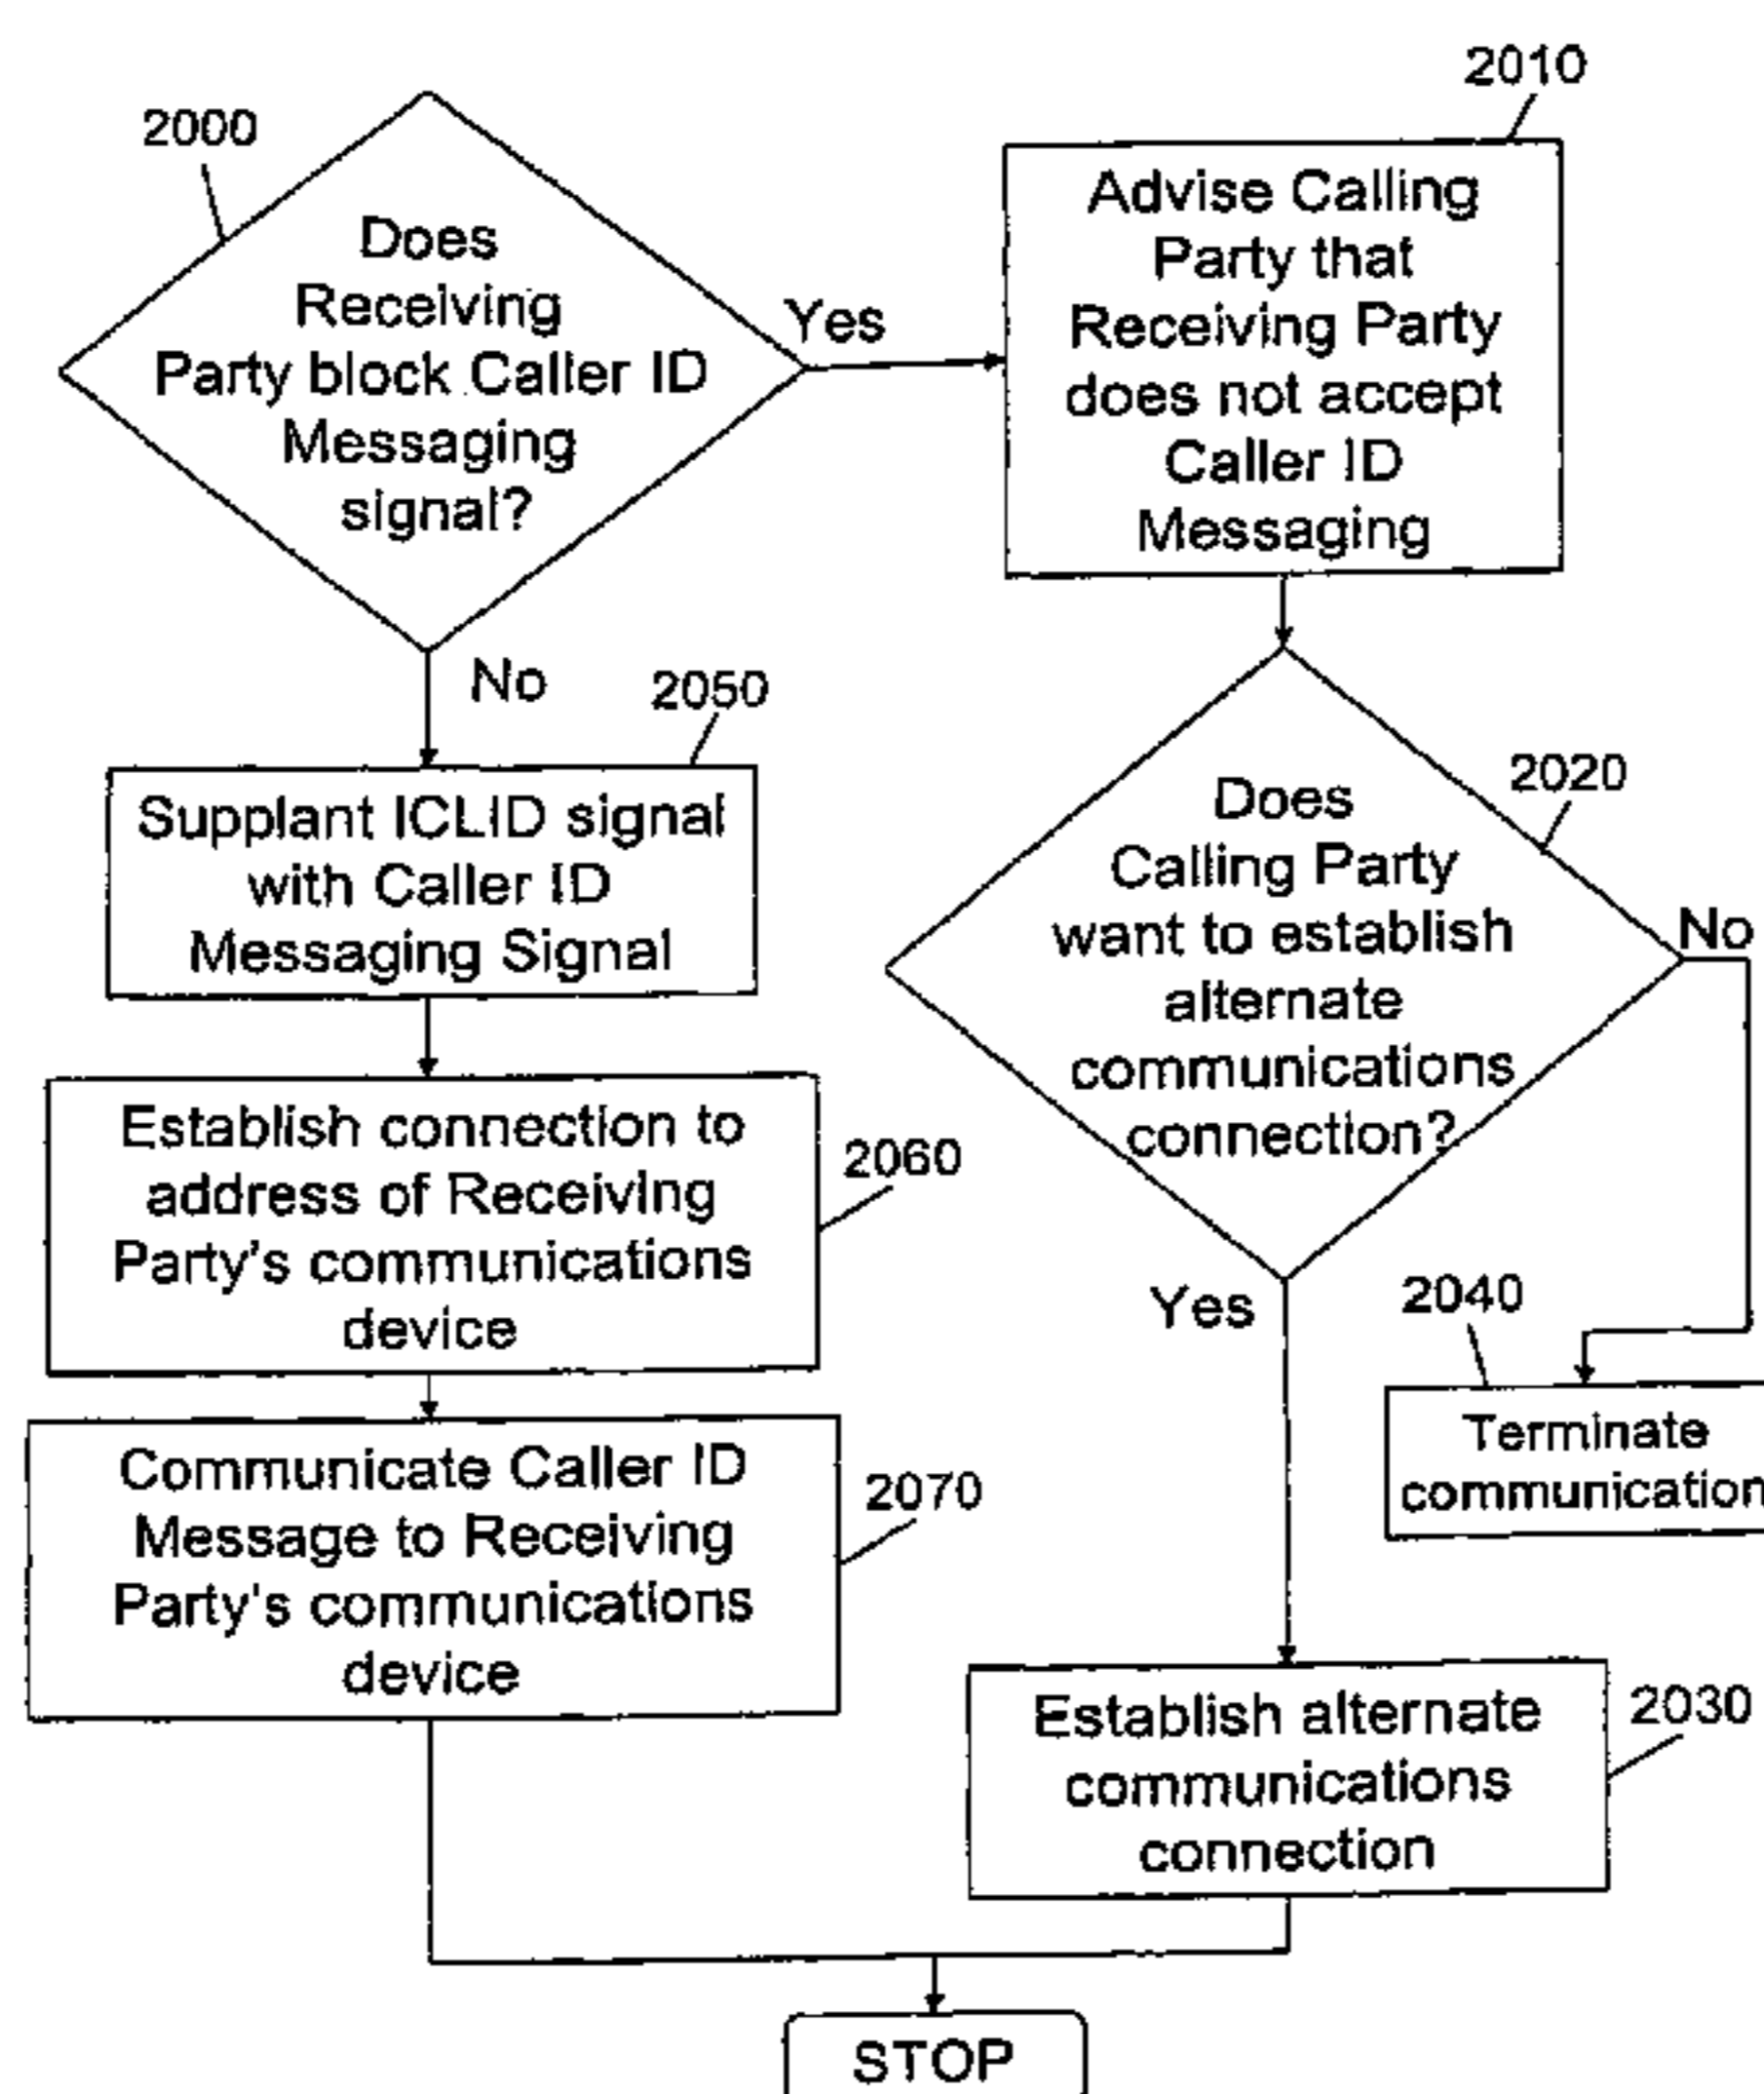 2000
Does
Receiving
Party block Caller ID
Messaging
signal?
Yes
No
2010
Advise Calling
Party that
Receiving Party
does not accept
Caller ID
Messaging
2050
Supplant ICLID signal
with Caller ID
Messaging Signal
2020
Does
Calling Party
want to establish
alternate
communications
connection?
No
Yes
2060
Establish connection to
address of Receiving
Party's communications
device
2040
Terminate
communication
2070
Communicate Caller ID
Message to Receiving
Party's communications
device
2030
Establish alternate
communications
connection
STOP